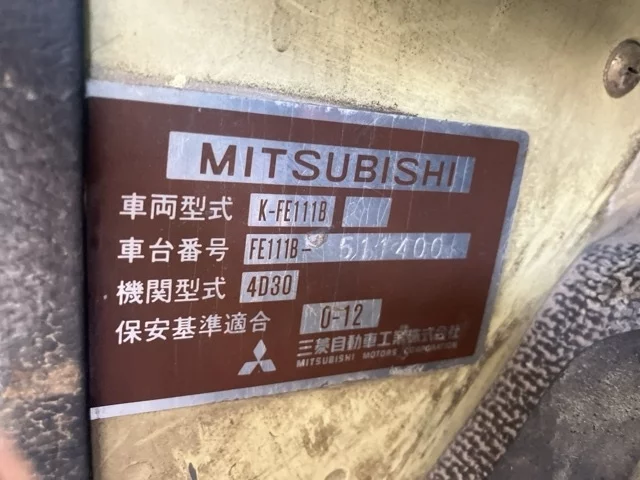 MITSUBISHI
車両型式 K-FE111B
車台番号 FE111B- 511400
機関型式 4D30
保安基準適合 0-12
三菱自動車工業株式会社
MITSUBISHI MOTORS CORPORATION